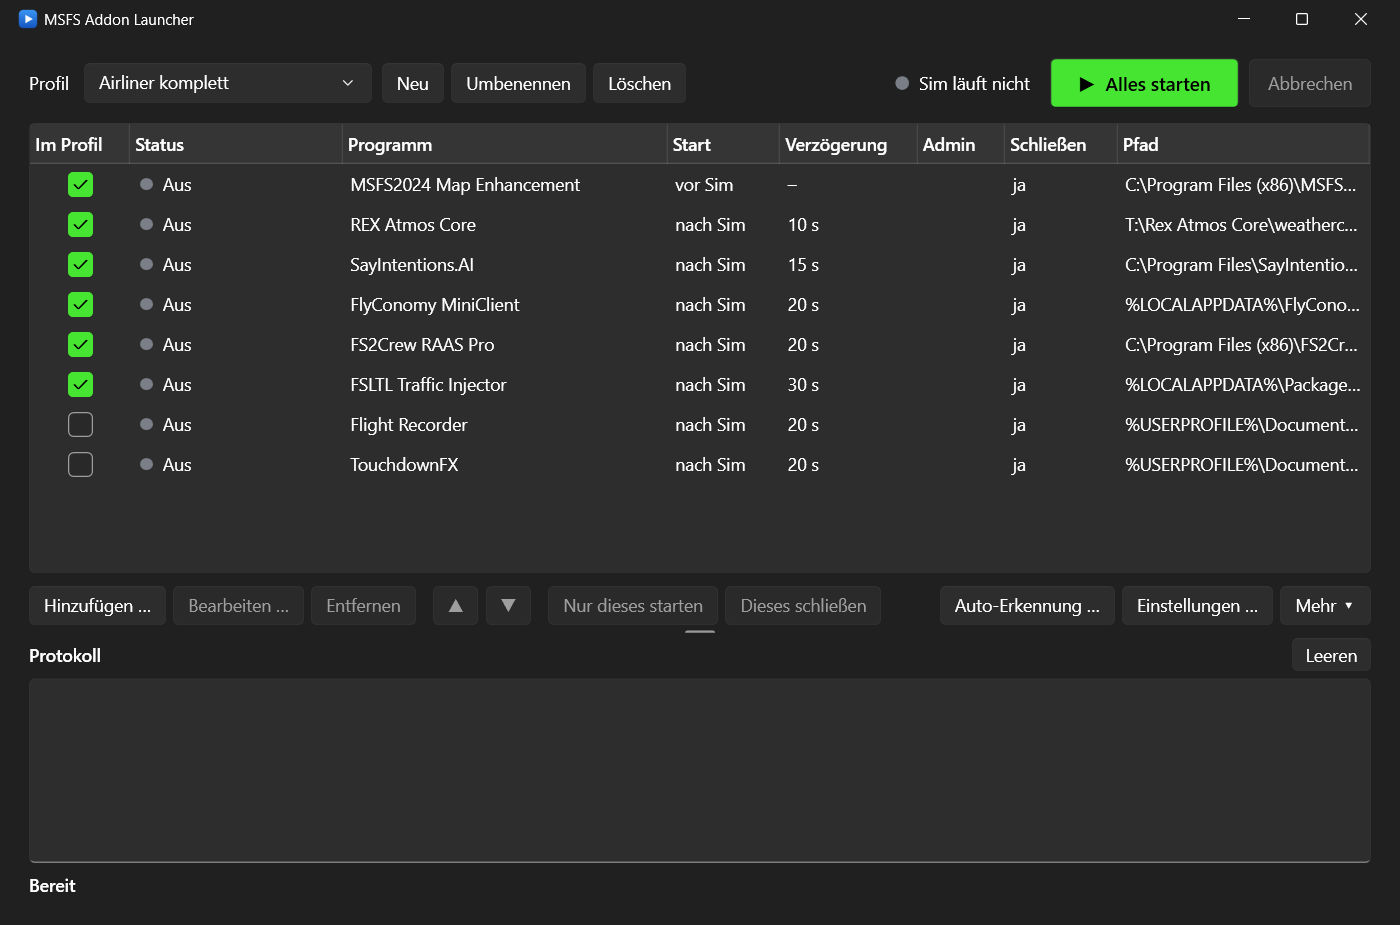 MSFS Addon Launcher
Profil Airliner komplett Neu Umbenennen Löschen Sim läuft nicht ▶ Alles starten Abbrechen
Im Profil Status Programm Start Verzögerung Admin Schließen Pfad
Aus MSFS2024 Map Enhancement vor Sim – ja C:\Program Files (x86)\MSFS...
Aus REX Atmos Core nach Sim 10 s ja T:\Rex Atmos Core\weatherc...
Aus SayIntentions.AI nach Sim 15 s ja C:\Program Files\SayIntentio...
Aus FlyConomy MiniClient nach Sim 20 s ja %LOCALAPPDATA%\FlyCono...
Aus FS2Crew RAAS Pro nach Sim 20 s ja C:\Program Files (x86)\FS2Cr...
Aus FSLTL Traffic Injector nach Sim 30 s ja %LOCALAPPDATA%\Package...
Aus Flight Recorder nach Sim 20 s ja %USERPROFILE%\Document...
Aus TouchdownFX nach Sim 20 s ja %USERPROFILE%\Document...
Hinzufügen ... Bearbeiten ... Entfernen ▲ ▼ Nur dieses starten Dieses schließen Auto-Erkennung ... Einstellungen ... Mehr ▼
Protokoll Leeren
Bereit